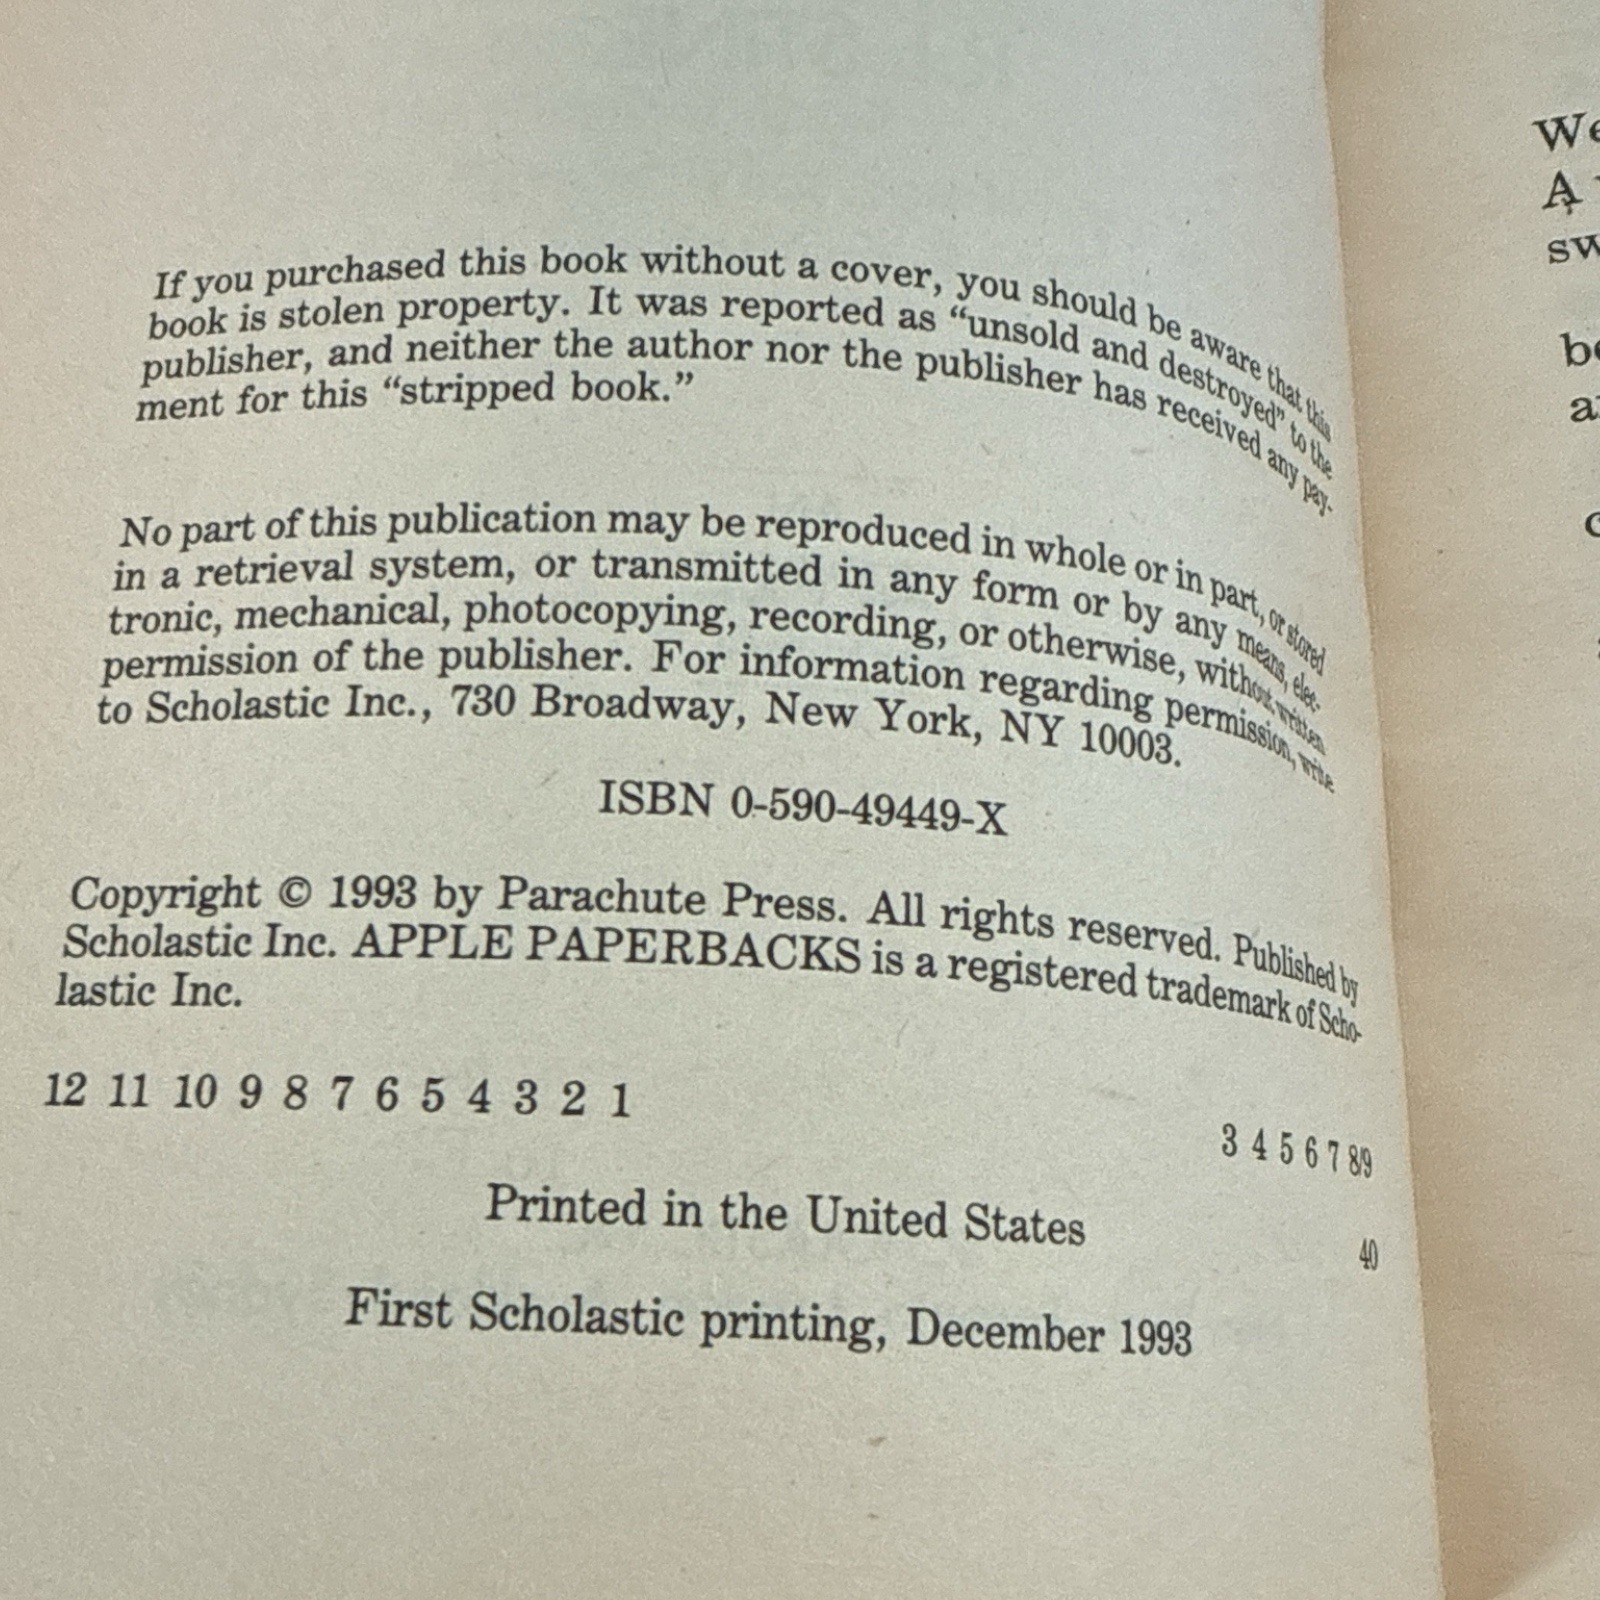 If you purchased this book without a cover, you should be aware that this
book is stolen property. It was reported as “unsold and destroyed” to the
publisher, and neither the author nor the publisher has received any pay-
ment for this “stripped book.”
No part of this publication may be reproduced in whole or in part, or stored
in a retrieval system, or transmitted in any form or by any means, elec-
tronic, mechanical, photocopying, recording, or otherwise, without written
permission of the publisher. For information regarding permission, write
to Scholastic Inc., 730 Broadway, New York, NY 10003.
ISBN 0-590-49449-X
Copyright © 1993 by Parachute Press. All rights reserved. Published by
Scholastic Inc. APPLE PAPERBACKS is a registered trademark of Scho-
lastic Inc.
12 11 10 9 8 7 6 5 4 3 2 1
3 4 5 6 7 8/9
Printed in the United States
40
First Scholastic printing, December 1993
We
A
sw